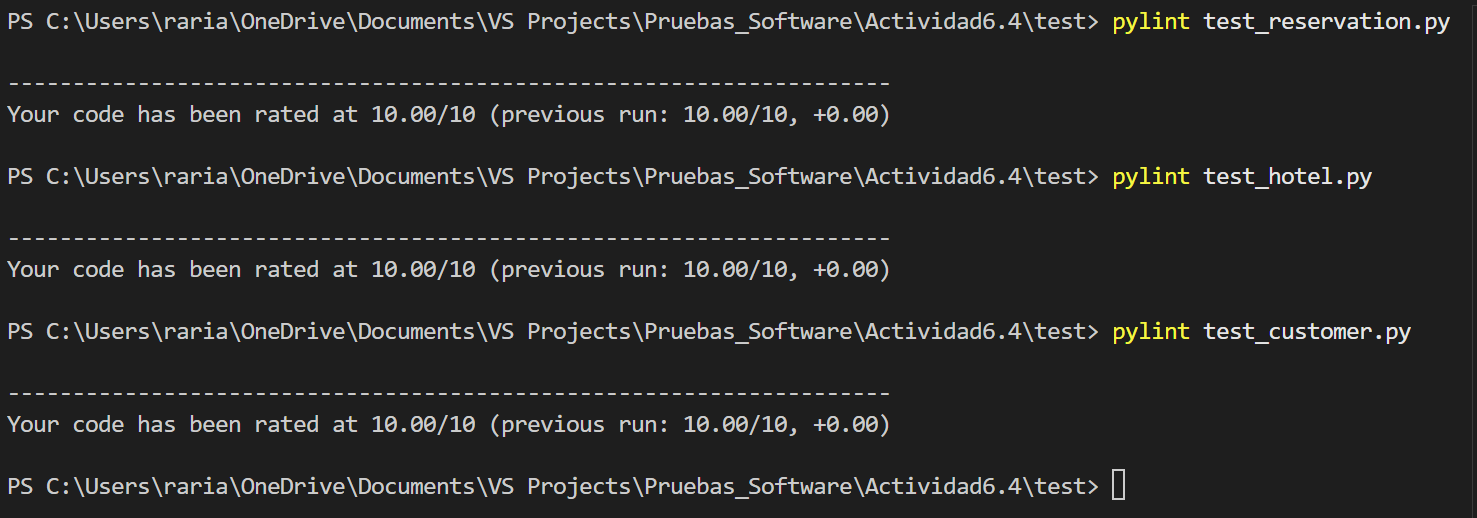 PS C:\Users\raria\OneDrive\Documents\VS Projects\Pruebas_Software\Actividad6.4\test> pylint test_reservation.py
--------------------------------------------------------------------
Your code has been rated at 10.00/10 (previous run: 10.00/10, +0.00)
PS C:\Users\raria\OneDrive\Documents\VS Projects\Pruebas_Software\Actividad6.4\test> pylint test_hotel.py
--------------------------------------------------------------------
Your code has been rated at 10.00/10 (previous run: 10.00/10, +0.00)
PS C:\Users\raria\OneDrive\Documents\VS Projects\Pruebas_Software\Actividad6.4\test> pylint test_customer.py
--------------------------------------------------------------------
Your code has been rated at 10.00/10 (previous run: 10.00/10, +0.00)
PS C:\Users\raria\OneDrive\Documents\VS Projects\Pruebas_Software\Actividad6.4\test>